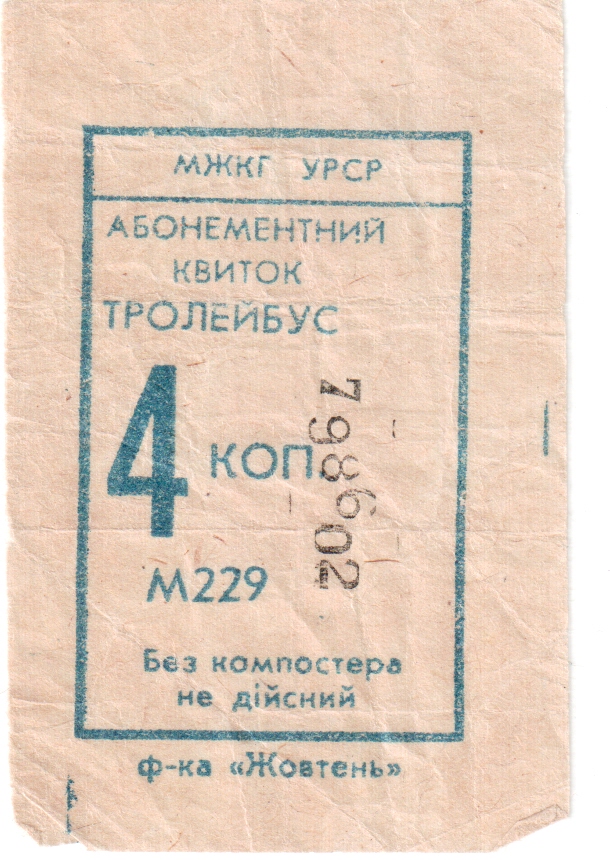 МЖКГ УРСР
АБОНЕМЕНТНИЙ
КВИТОК
ТРОЛЕЙБУС
4 КОП.
798602
М229
Без компостера
не дійсний
ф-ка «Жовтень»